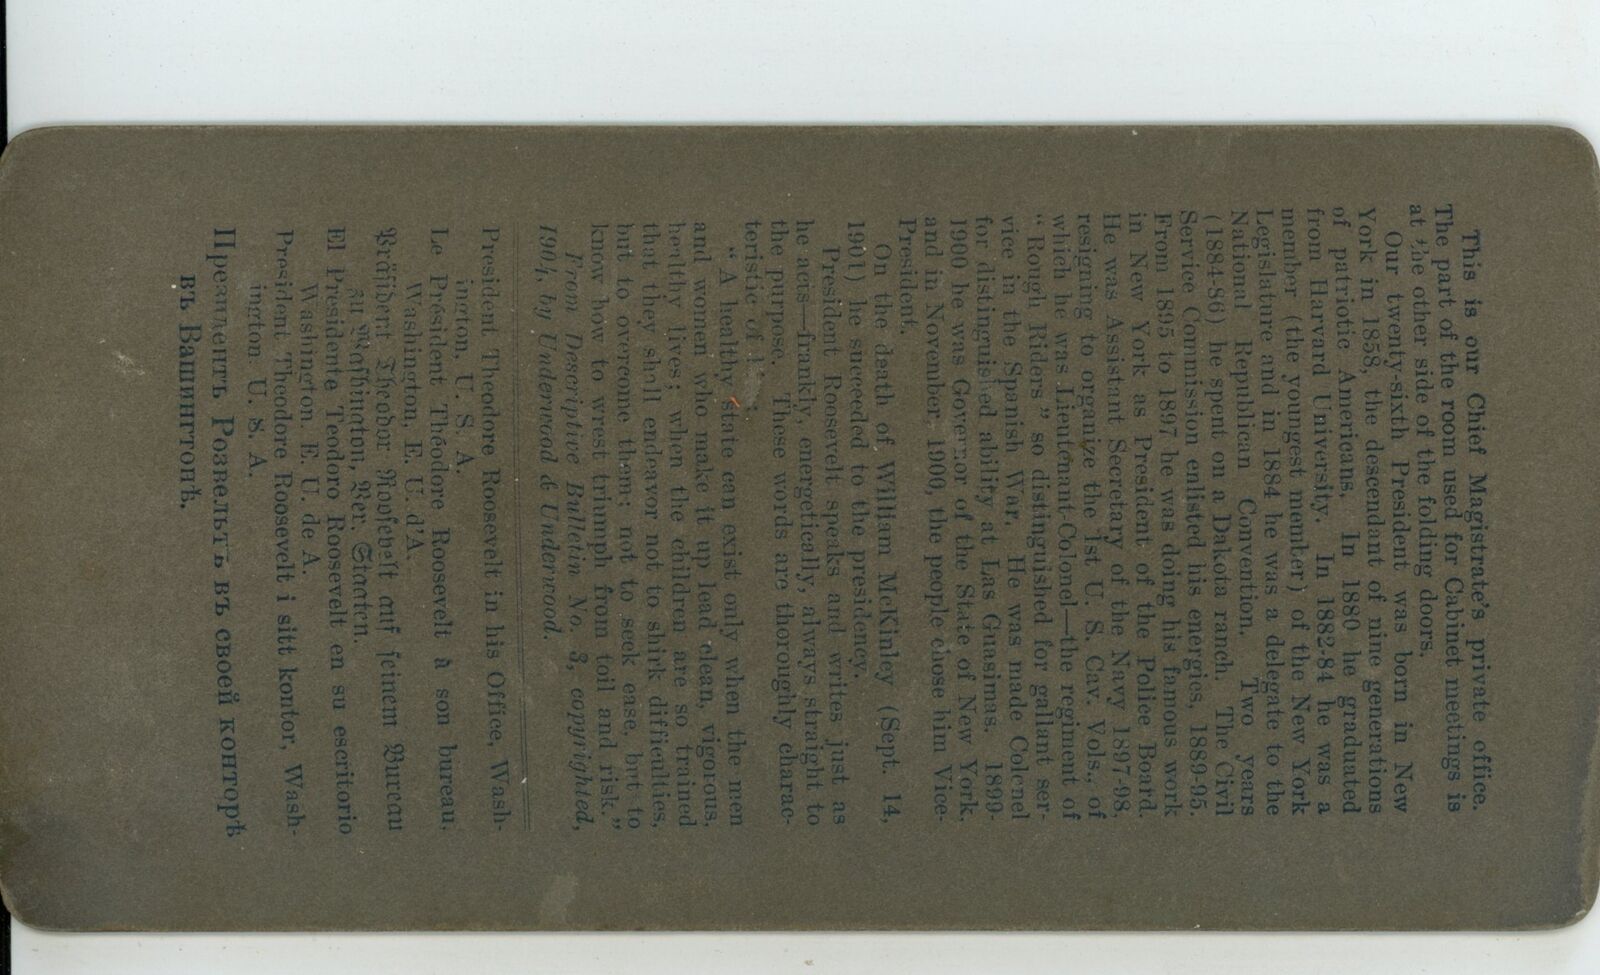 This is our Chief Magistrate's private office.
The part of the room used for Cabinet meetings is
at the other side of the folding doors.
Our twenty-sixth President was born in New
York in 1858, the descendant of nine generations
of patriotic Americans. In 1880 he graduated
from Harvard University. In 1882-84 he was a
member (the youngest member) of the New York
Legislature and in 1884 he was a delegate to the
National Republican Convention. Two years
(1884-86) he spent on a Dakota ranch. The Civil
Service Commission enlisted his energies, 1889-95.
From 1895 to 1897 he was doing his famous work
in New York as President of the Police Board.
He was Assistant Secretary of the Navy 1897-98,
resigning to organize the 1st U. S. Cav. Vols., of
which he was Lieutenant-Colonel—the regiment of
"Rough Riders" so distinguished for gallant ser-
vice in the Spanish War. He was made Colonel
for distinguished ability at Las Guasimas. 1899-
1900 he was Governor of the State of New York,
and in November 1900, the people chose him Vice-
President.
On the death of William McKinley (Sept. 14,
1901) he succeeded to the presidency.
President Roosevelt speaks and writes just as
he acts—frankly, energetically, always straight to
the purpose. These words are thoroughly charac-
teristic of
"A healthy state can exist only when the men
and women who make it up lead clean, vigorous,
healthy lives; when the children are so trained
that they shall endeavor not to shirk difficulties,
but to overcome them; not to seek ease, but to
know how to wrest triumph from toil and risk."
From Descriptive Bulletin No. 3, copyrighted,
1904, by Underwood & Underwood.
President Theodore Roosevelt in his Office, Wash-
ington, U. S. A.
Le Président Théodore Roosevelt à son bureau,
Washington, E. U. d'A.
Präsident Theodor Roosevelt auf seinem Bureau
zu Washington, Ver. Staaten.
El Presidente Teodoro Roosevelt en su escritorio
Washington. E. U. de A.
President Theodore Roosevelt i sitt kontor, Wash-
ington. U. S. A.
Президентъ Розвельтъ въ своей конторѣ
въ Вашингтонѣ.